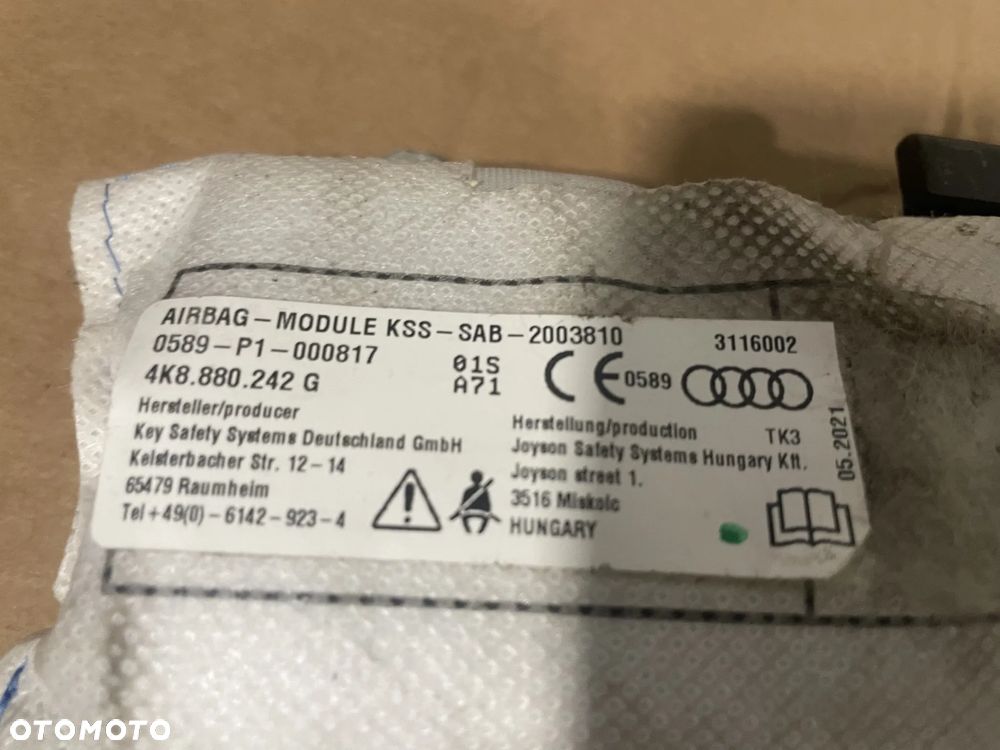 AIRBAG - MODULE KSS - SAB - 2003810
3116002
0589 - P1 - 000817
01S
A71
CE 0589
4K8.880.242 G
Hersteller/producer
Key Safety Systems Deutschland GmbH
Kelsterbacher Str. 12 - 14
65479 Raumheim
Tel +49(0) - 6142 - 923 - 4
Herstellung/production
TK3
Joyson Safety Systems Hungary Kft.
Joyson street 1.
3516 Miskolc
HUNGARY
05.2021
OTOMOTO